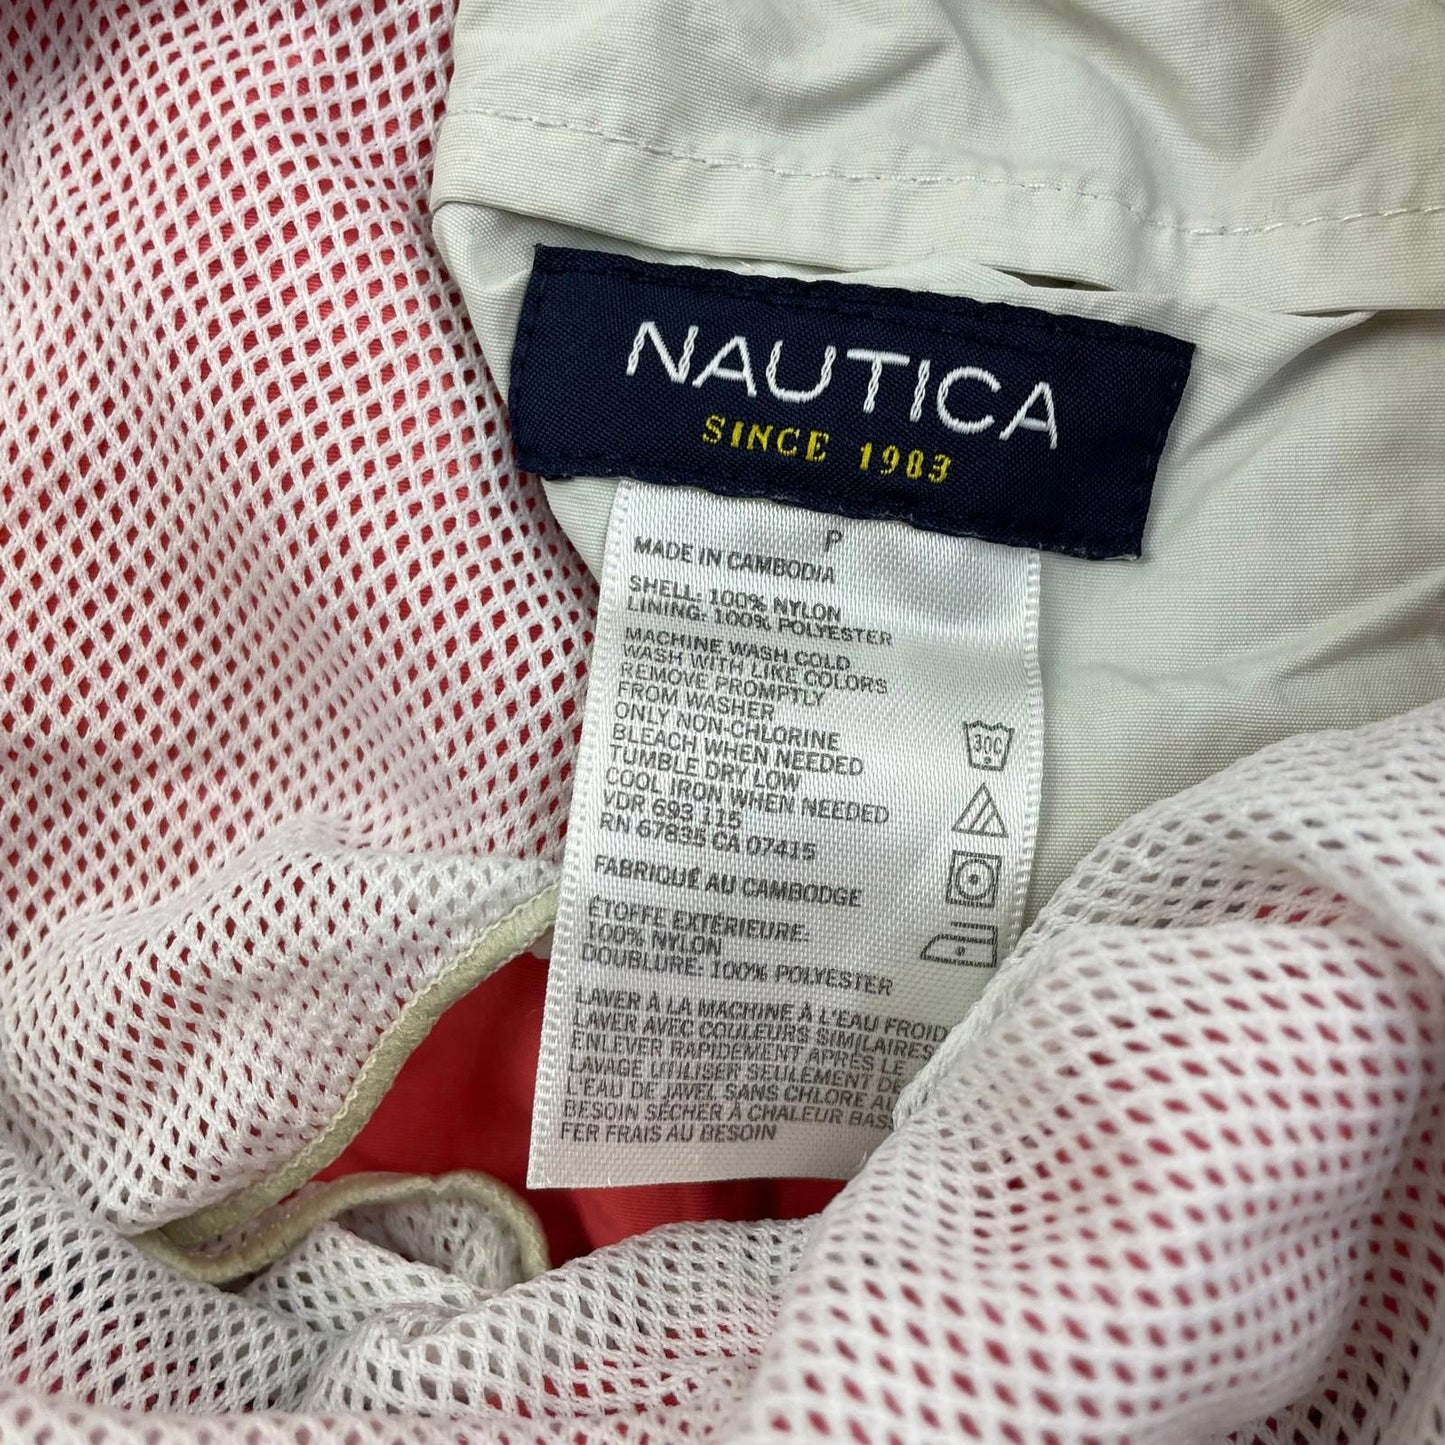 NAUTICA
SINCE 1983
P
MADE IN CAMBODIA
SHELL: 100% NYLON
LINING: 100% POLYESTER
MACHINE WASH COLD
WASH WITH LIKE COLORS
REMOVE PROMPTLY
FROM WASHER
ONLY NON-CHLORINE
BLEACH WHEN NEEDED
TUMBLE DRY LOW
COOL IRON WHEN NEEDED
VDR 693 115
RN 67835 CA 07415
30C
FABRIQUÉ AU CAMBODGE
ÉTOFFE EXTÉRIEURE:
100% NYLON
DOUBLURE: 100% POLYESTER
LAVER À LA MACHINE À L'EAU FROID
LAVER AVEC COULEURS SIMILAIRES
ENLEVER RAPIDEMENT APRÈS LE
LAVAGE UTILISER SEULEMENT DE
L'EAU DE JAVEL SANS CHLORE AU
BESOIN SÉCHER À CHALEUR BASS
FER FRAIS AU BESOIN